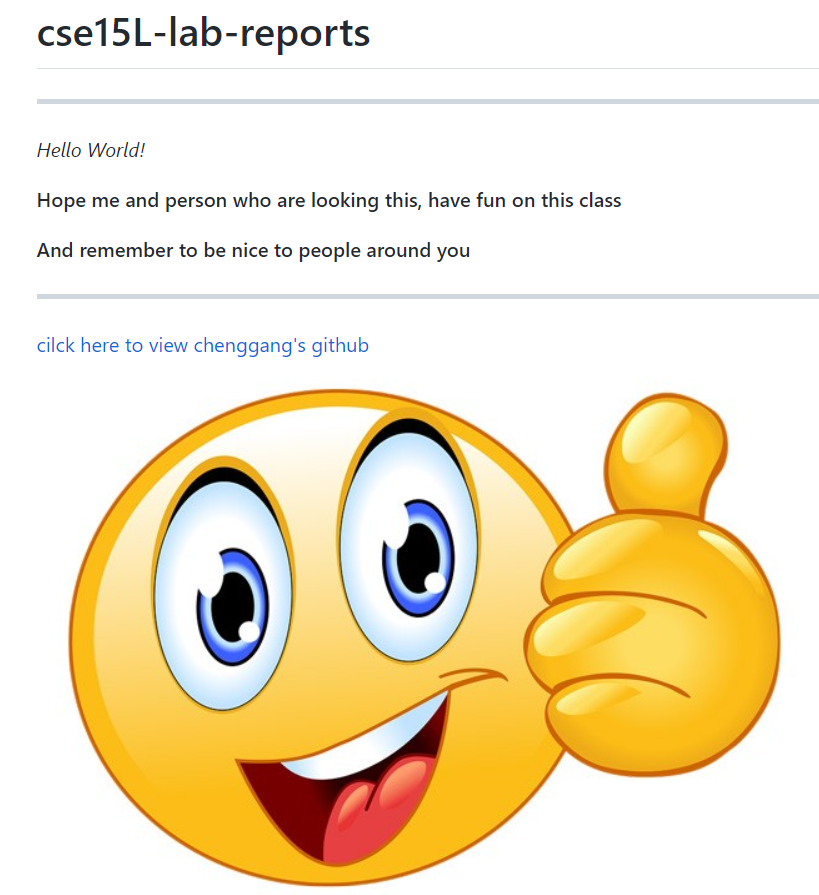 cse15L-lab-reports
Hello World!
Hope me and person who are looking this, have fun on this class
And remember to be nice to people around you
cilck here to view chenggang's github